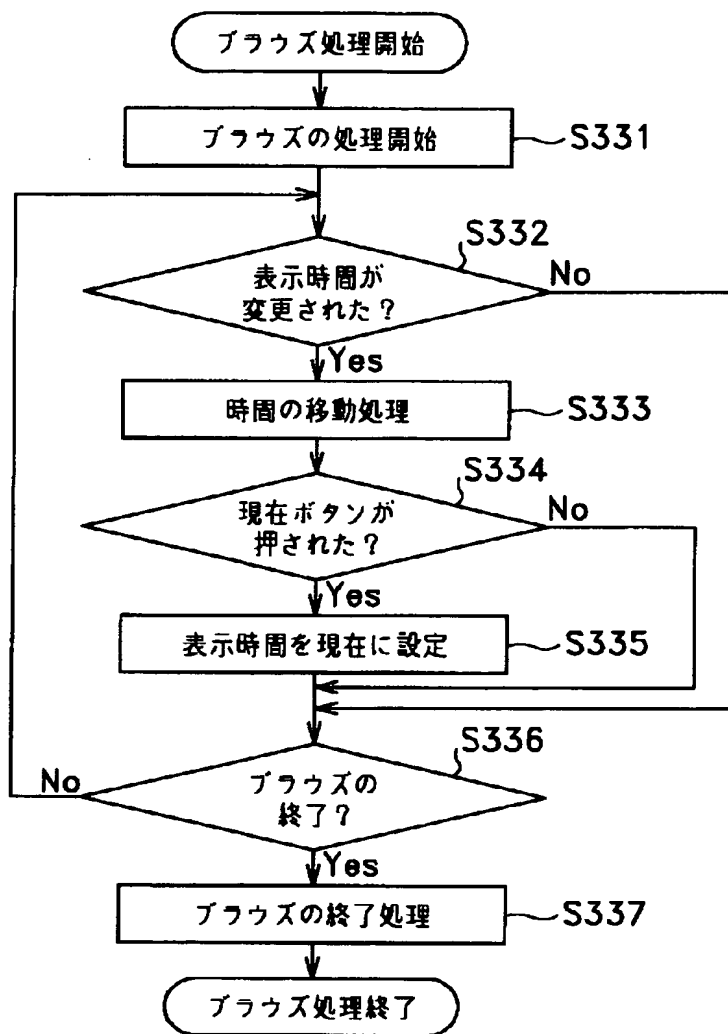 ブラウズ処理開始
ブラウズの処理開始
S331
S332
表示時間が
変更された?
No
Yes
時間の移動処理
S333
S334
現在ボタンが
押された?
No
Yes
表示時間を現在に設定
S335
S336
ブラウズの
終了?
No
Yes
ブラウズの終了処理
S337
ブラウズ処理終了